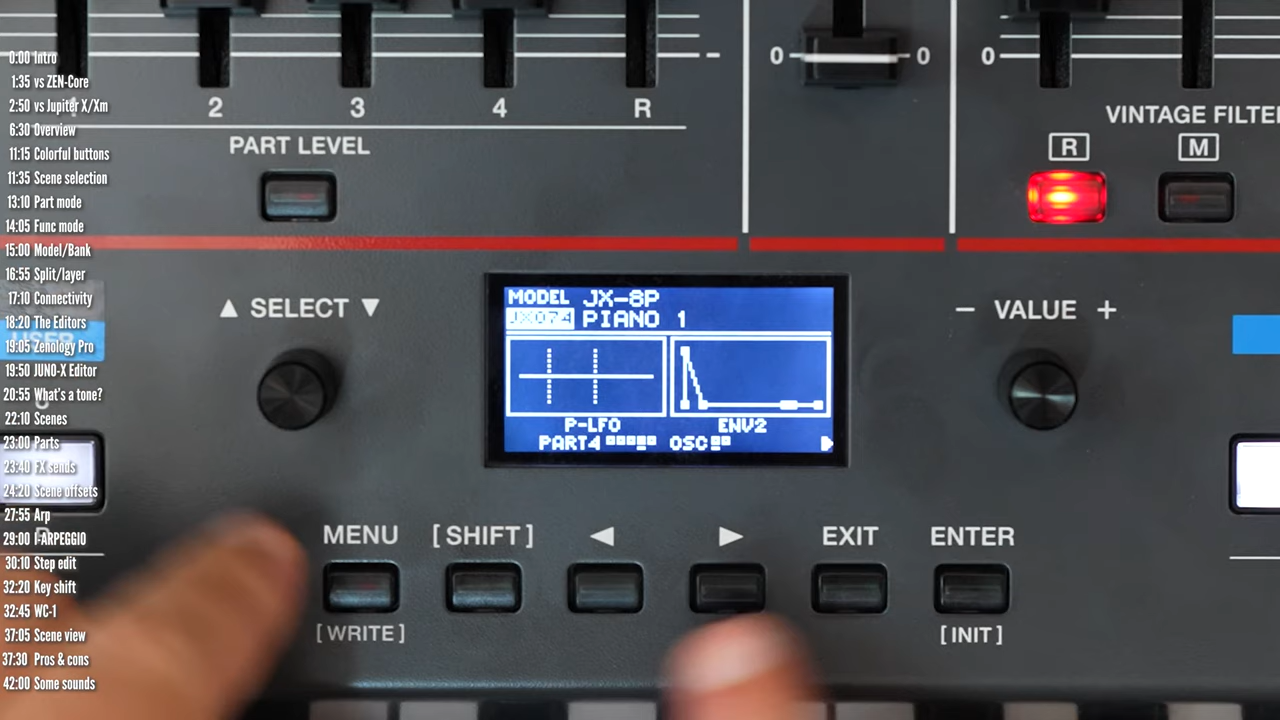 0:00 Intro
1:35 vs ZEN-Core
2:50 vs Jupiter X/Xm
6:30 Overview
11:15 Colorful buttons
11:35 Scene selection
13:10 Part mode
14:05 Func mode
15:00 Model/Bank
16:55 Split/layer
17:10 Connectivity
18:20 The Editors
19:05 Zenology Pro
19:50 JUNO-X Editor
20:55 What's a tone?
22:10 Scenes
23:00 Parts
23:40 FX sends
24:20 Scene offsets
27:55 Arp
29:00 I-ARPEGGIO
30:10 Step edit
32:20 Key shift
32:45 WC-1
37:05 Scene view
37:30 Pros & cons
42:00 Some sounds
2 3 4 R
PART LEVEL
0 0
0
VINTAGE FILTE
R M
▲ SELECT ▼
MODEL JX-8P
PIANO 1
P-LFO ENV2
PART4 OSC
− VALUE +
MENU [SHIFT] ◀ ▶ EXIT ENTER
[WRITE] [INIT]